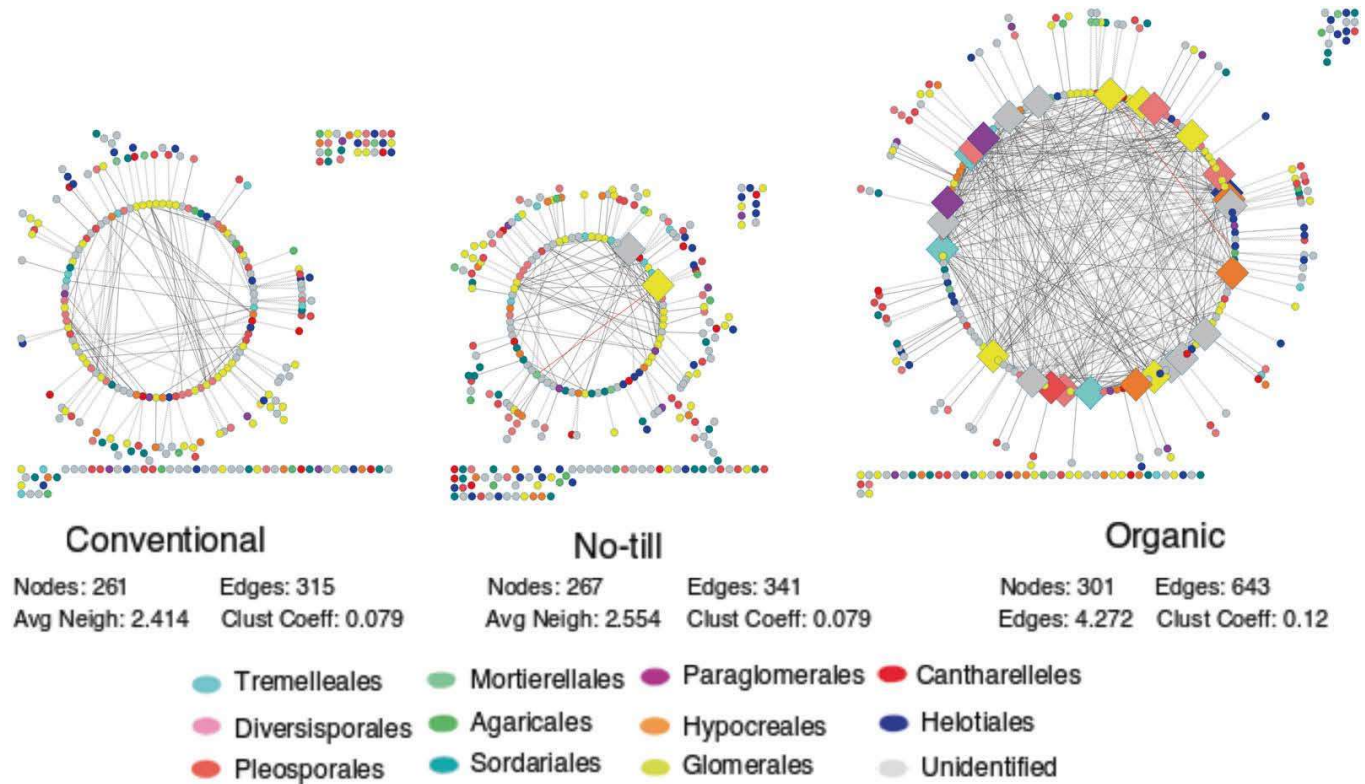 Conventional
No-till
Organic
Nodes: 261 Edges: 315
Avg Neigh: 2.414 Clust Coeff: 0.079
Nodes: 267 Edges: 341
Avg Neigh: 2.554 Clust Coeff: 0.079
Nodes: 301 Edges: 643
Edges: 4.272 Clust Coeff: 0.12
Tremelleales Mortierellales Paraglomerales Cantharelleles
Diversisporales Agaricales Hypocreales Helotiales
Pleosporales Sordariales Glomerales Unidentified